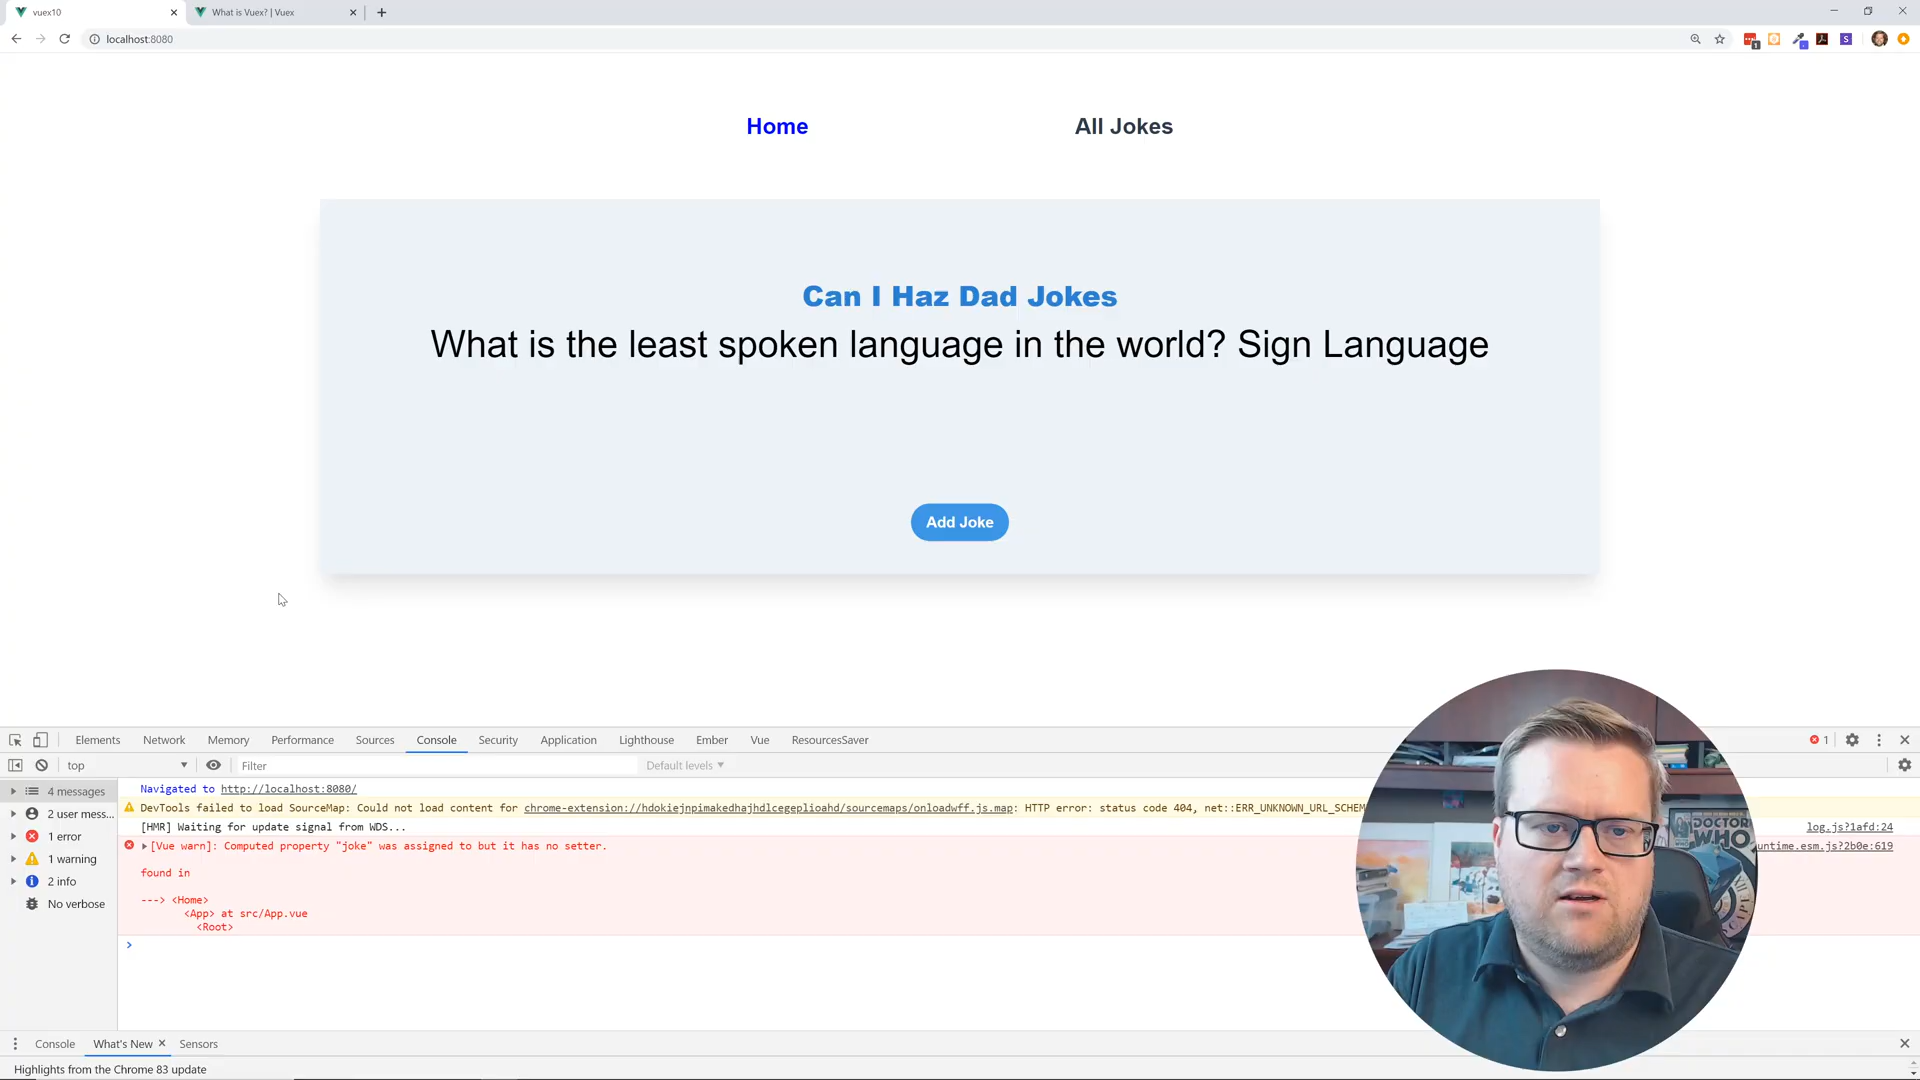 vuex10
What is Vuex? | Vuex
localhost:8080
Home
All Jokes
Can I Haz Dad Jokes
What is the least spoken language in the world? Sign Language
Add Joke
Elements
Network
Memory
Performance
Sources
Console
Security
Application
Lighthouse
Ember
Vue
ResourcesSaver
1
top
Filter
Default levels
4 messages
2 user mess...
1 error
1 warning
2 info
No verbose
Navigated to http://localhost:8080/
DevTools failed to load SourceMap: Could not load content for chrome-extension://hdokiejnpimakedhajhdlcegeplioahd/sourcemaps/onloadwff.js.map: HTTP error: status code 404, net::ERR_UNKNOWN_URL_SCHEM
[HMR] Waiting for update signal from WDS...
log.js?1afd:24
[Vue warn]: Computed property "joke" was assigned to but it has no setter.
untime.esm.js?2b0e:619
found in
---> <Home>
<App> at src/App.vue
<Root>
>
DOCTOR
WHO
Console
What's New
Sensors
Highlights from the Chrome 83 update